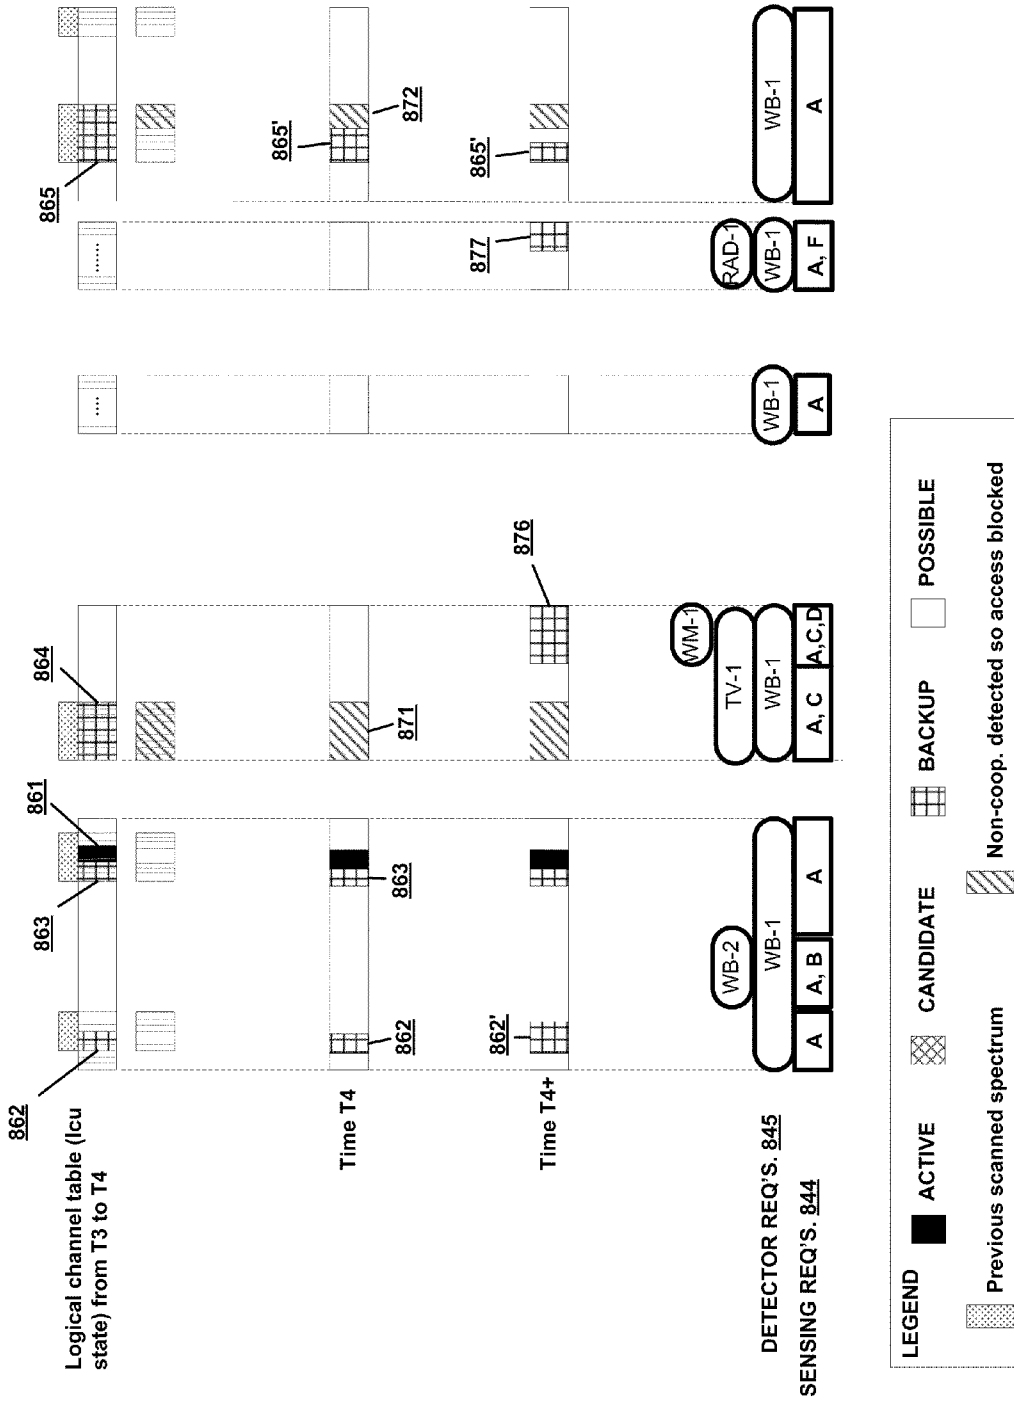 Logical channel table (lcu
state) from T3 to T4
862
863
861
864
865
Time T4
862
863
871
865'
872
Time T4+
862'
876
877
865'
WB-2
WM-1
TV-1
RAD-1
DETECTOR REQ'S. 845
WB-1
WB-1
WB-1
WB-1
WB-1
SENSING REQ'S. 844
A
A, B
A
A, C
A,C,D
A
A, F
A
LEGEND
ACTIVE
CANDIDATE
BACKUP
POSSIBLE
Previous scanned spectrum
Non-coop. detected so access blocked